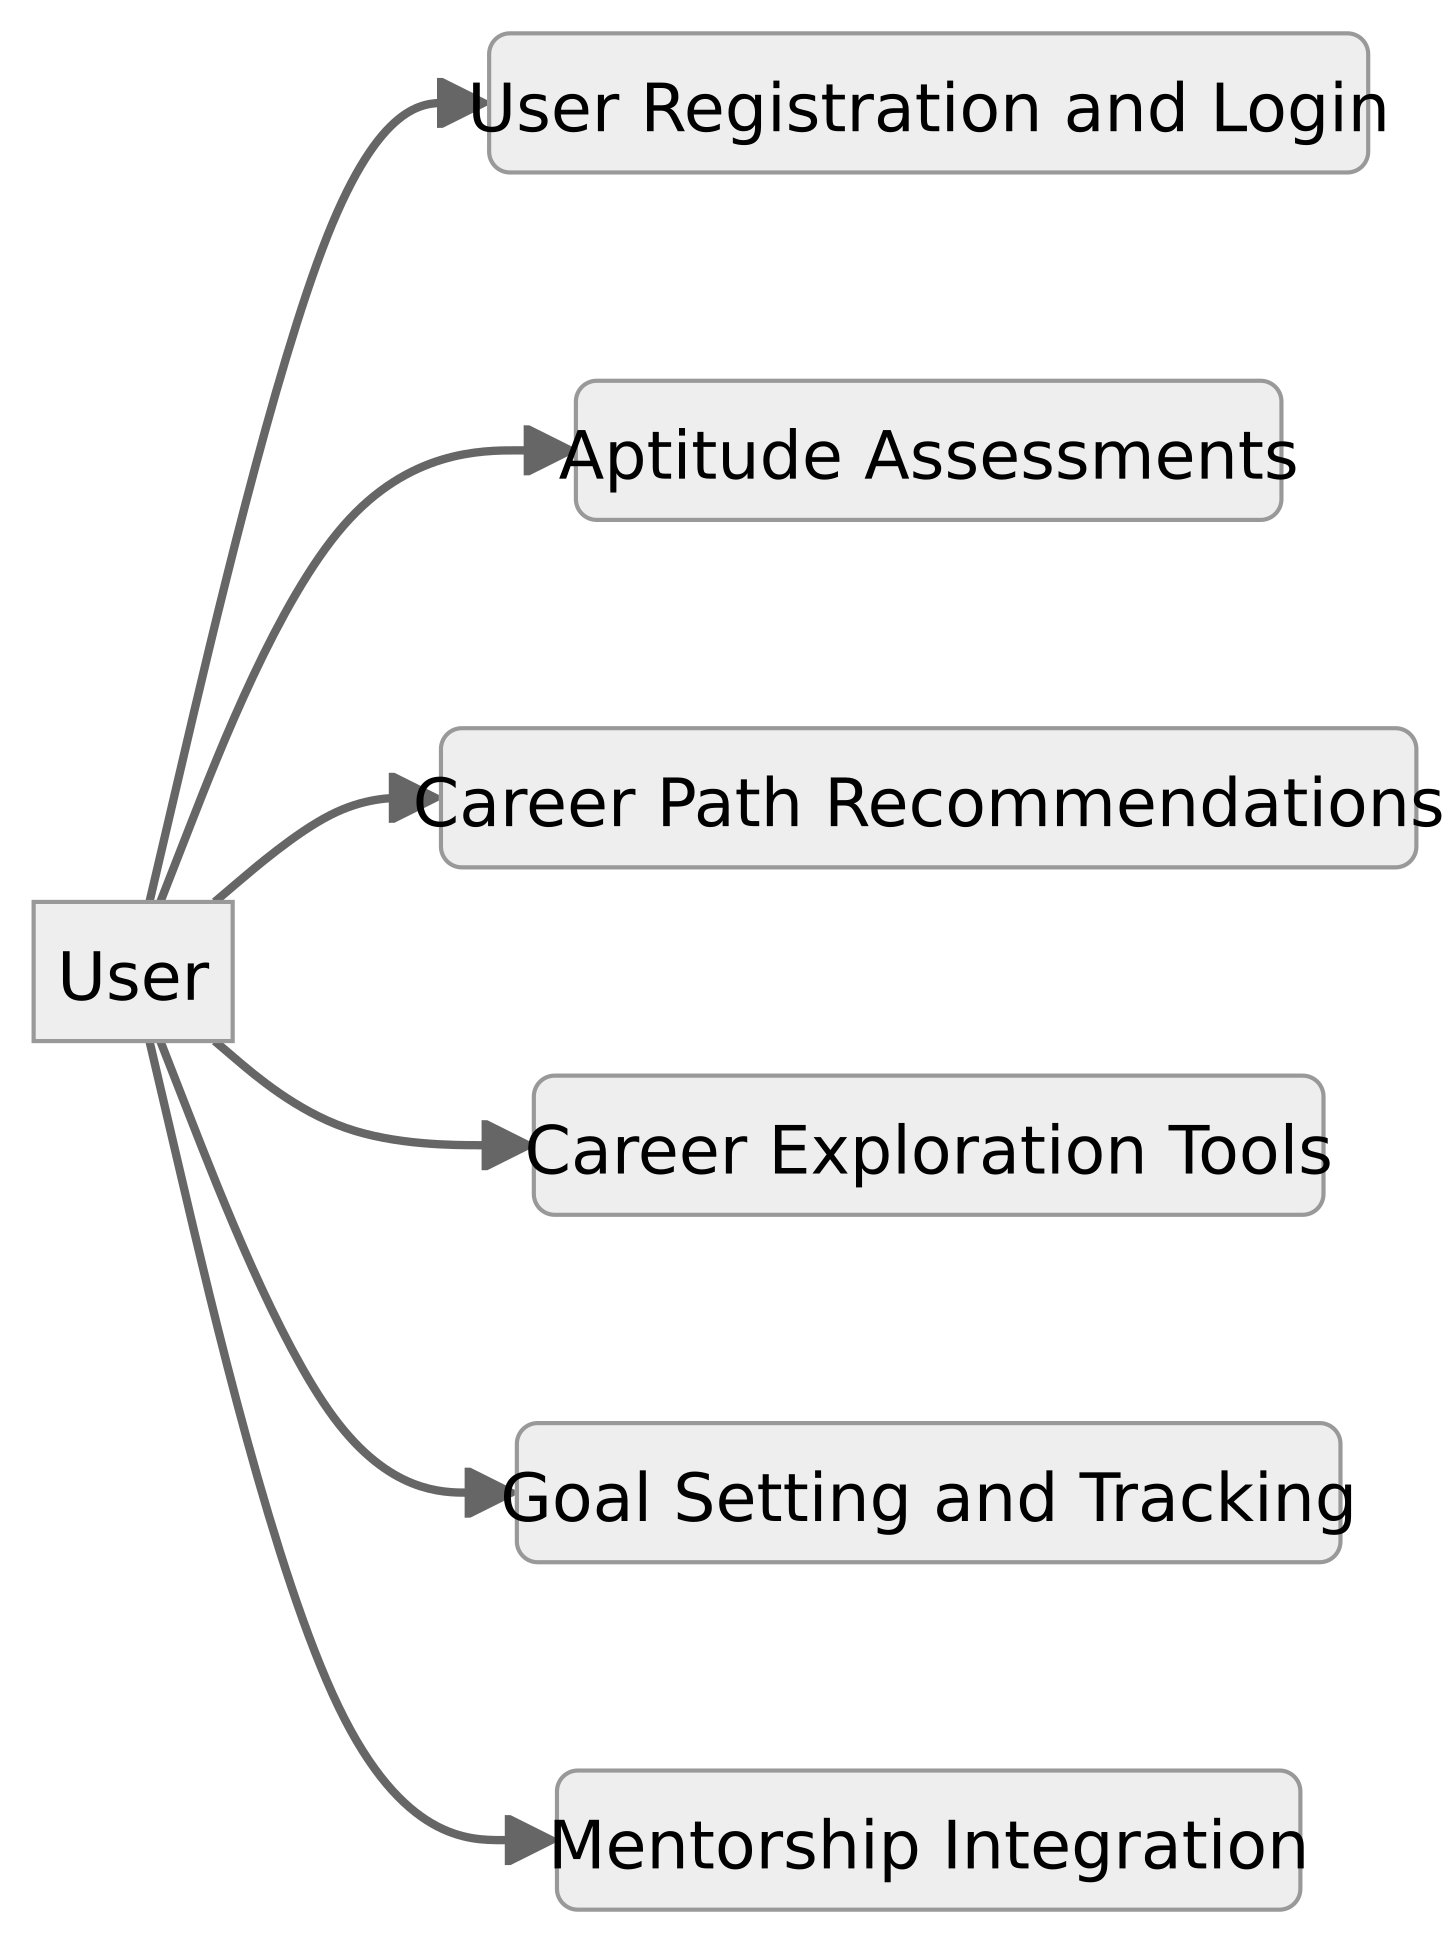 User Registration and Login
Aptitude Assessments
Career Path Recommendations
User
Career Exploration Tools
Goal Setting and Tracking
Mentorship Integration